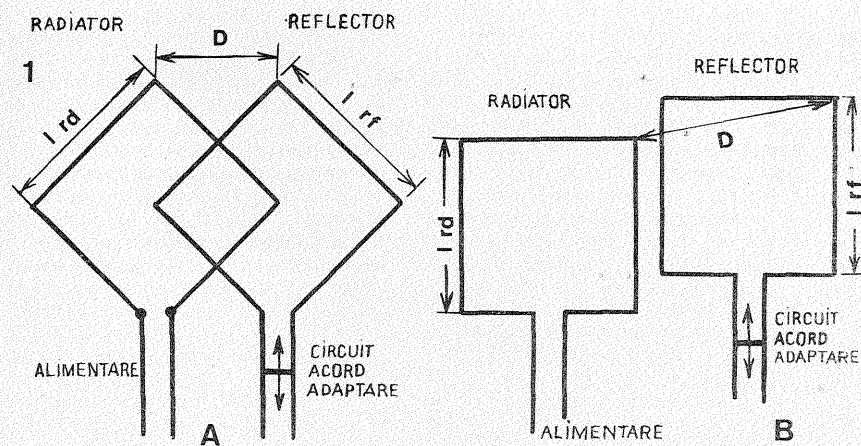 RADIATOR
D
REFLECTOR
1
l rd
l rf
ALIMENTARE
CIRCUIT
ACORD
ADAPTARE
A
RADIATOR
REFLECTOR
D
l rd
l rf
CIRCUIT
ACORD
ADAPTARE
ALIMENTARE
B